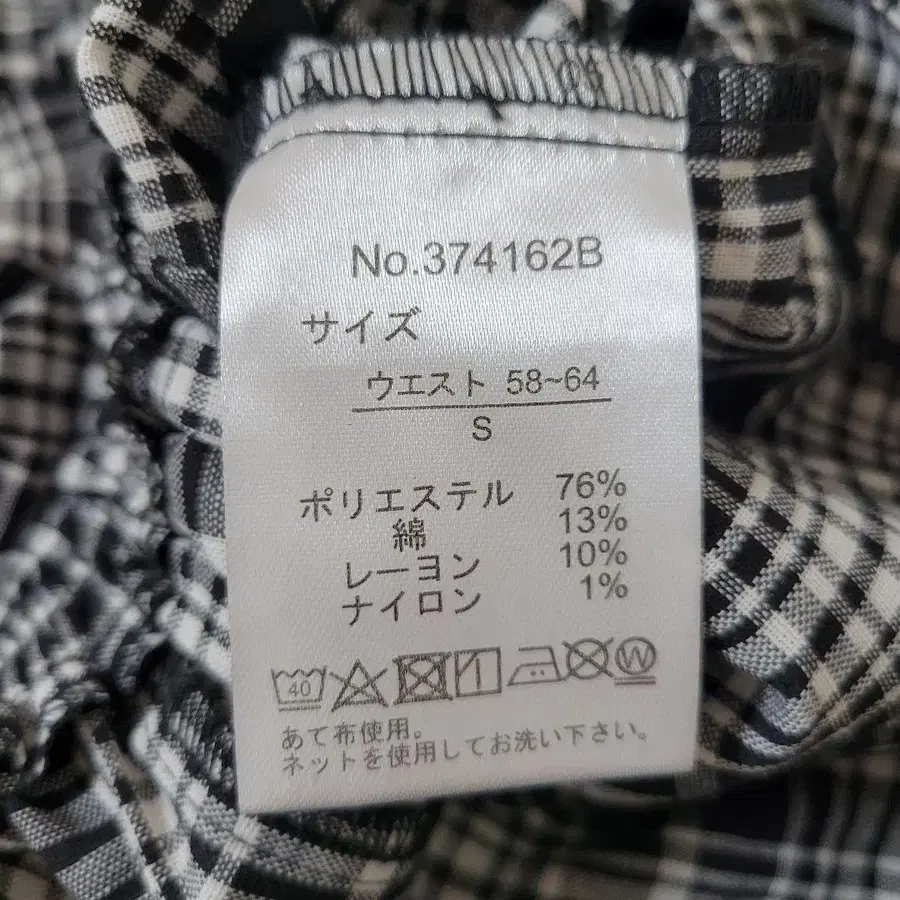 No.374162B
サイズ
ウエスト 58~64
S
ポリエステル 76%
綿 13%
レーヨン 10%
ナイロン 1%
40 W
あて布使用。
ネットを使用してお洗い下さい。